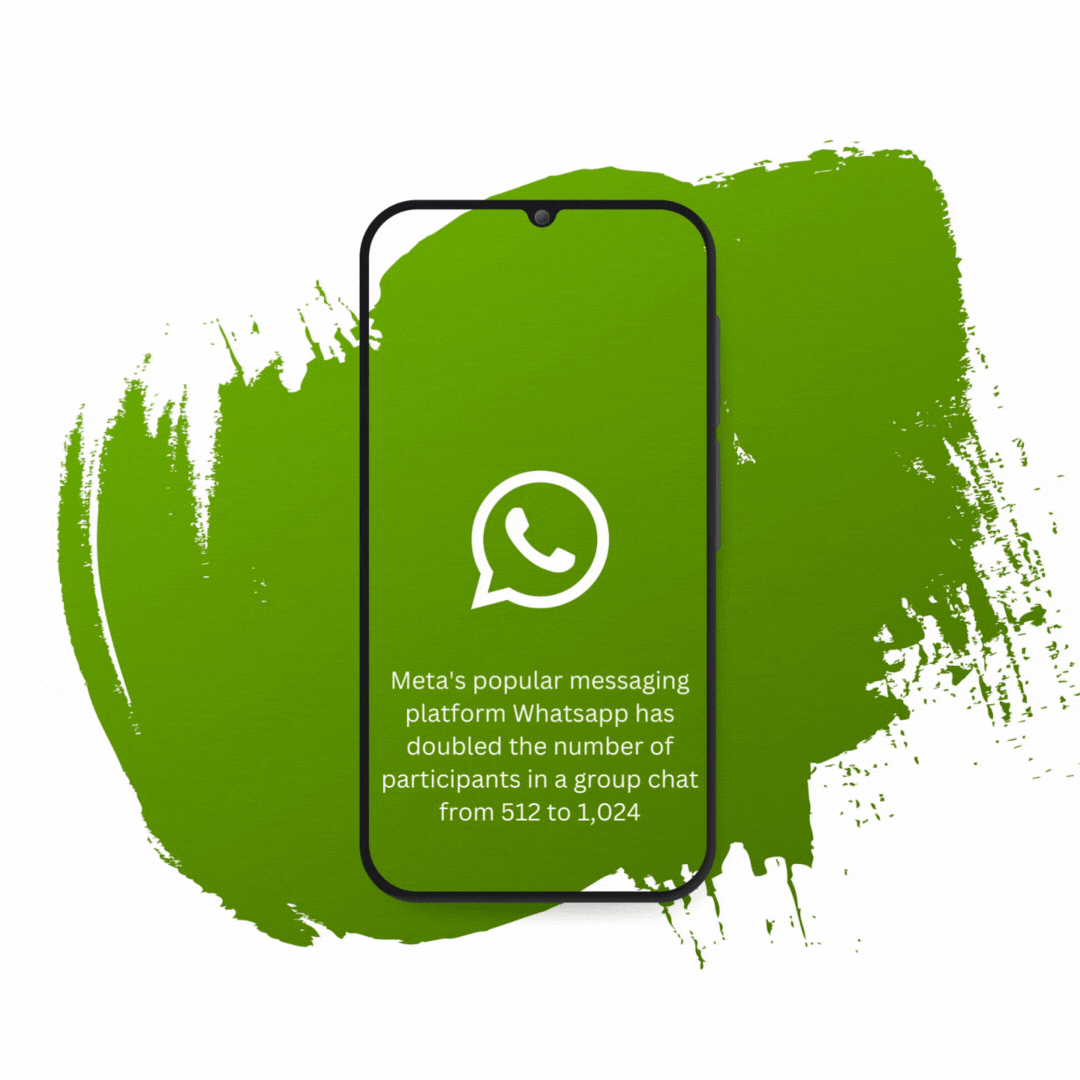 Meta's popular messaging
platform Whatsapp has
doubled the number of
participants in a group chat
from 512 to 1,024